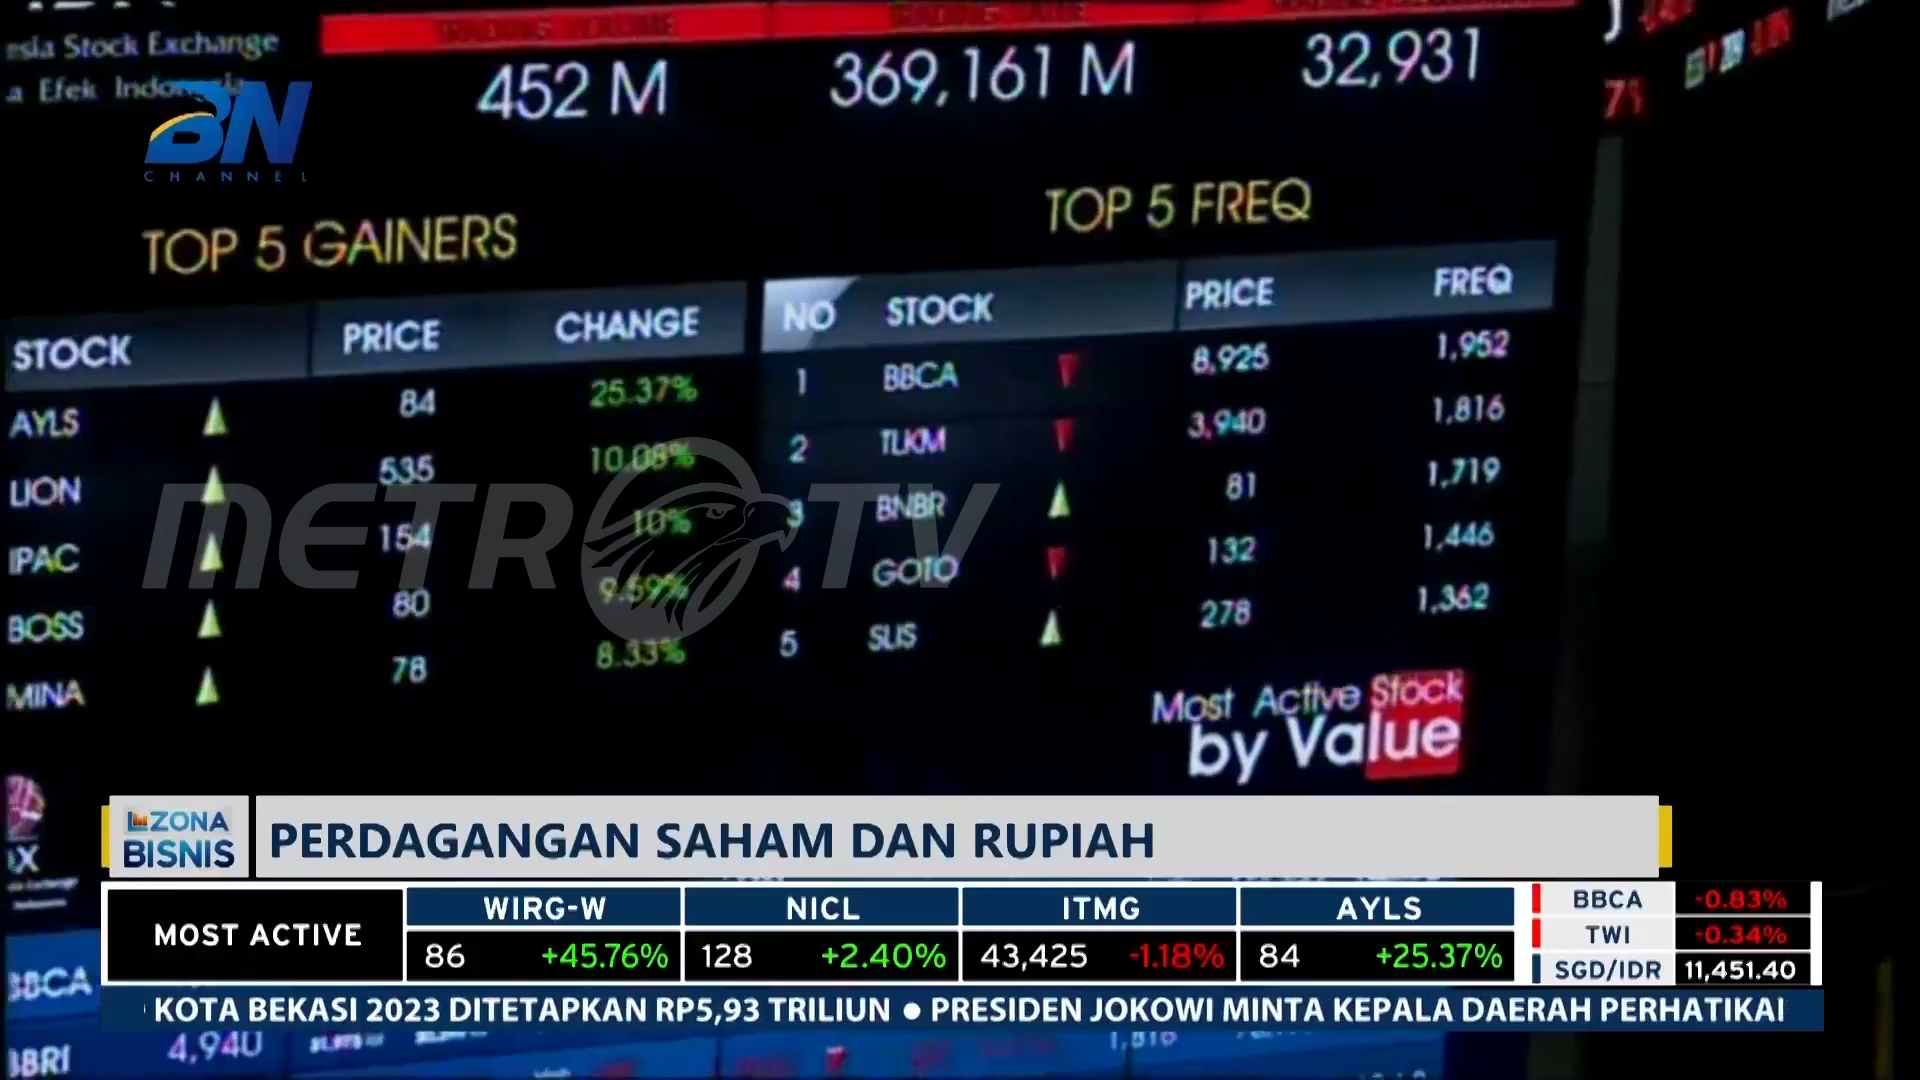 esia Stock Exchange
a Efek Indonesia
BN
CHANNEL
TRADING VOLUME
452 M
369,161 M
32,931
TOP 5 GAINERS
STOCK PRICE CHANGE
AYLS 84 25.37%
LION 535 10.08%
IPAC 154 10%
BOSS 80 9.59%
MINA 78 8.33%
TOP 5 FREQ
NO STOCK PRICE FREQ
1 BBCA 8,925 1,952
2 TLKM 3,940 1,816
3 BNBR 81 1,719
4 GOTO 132 1,446
5 SLIS 278 1,362
METRO TV
Most Active Stock
by Value
ZONA
BISNIS
PERDAGANGAN SAHAM DAN RUPIAH
MOST ACTIVE
WIRG-W NICL ITMG AYLS
86 +45.76% 128 +2.40% 43,425 -1.18% 84 +25.37%
BBCA -0.83%
TWI -0.34%
SGD/IDR 11,451.40
BBCA
KOTA BEKASI 2023 DITETAPKAN RP5,93 TRILIUN ● PRESIDEN JOKOWI MINTA KEPALA DAERAH PERHATIKAN
BBRI 4,940